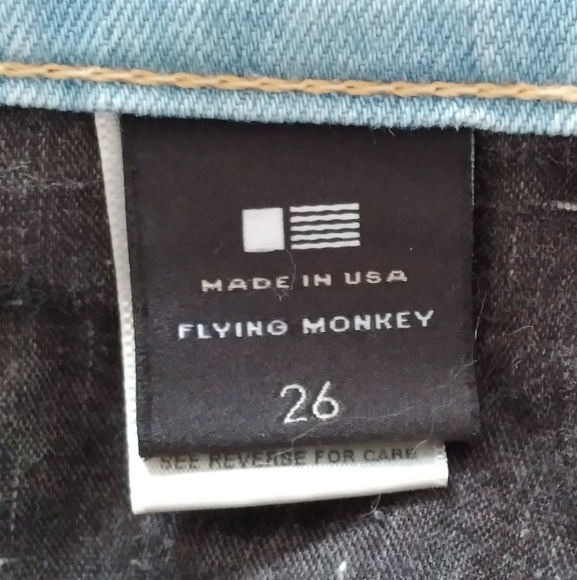 MADE IN USA
FLYING MONKEY
26
SEE REVERSE FOR CARE